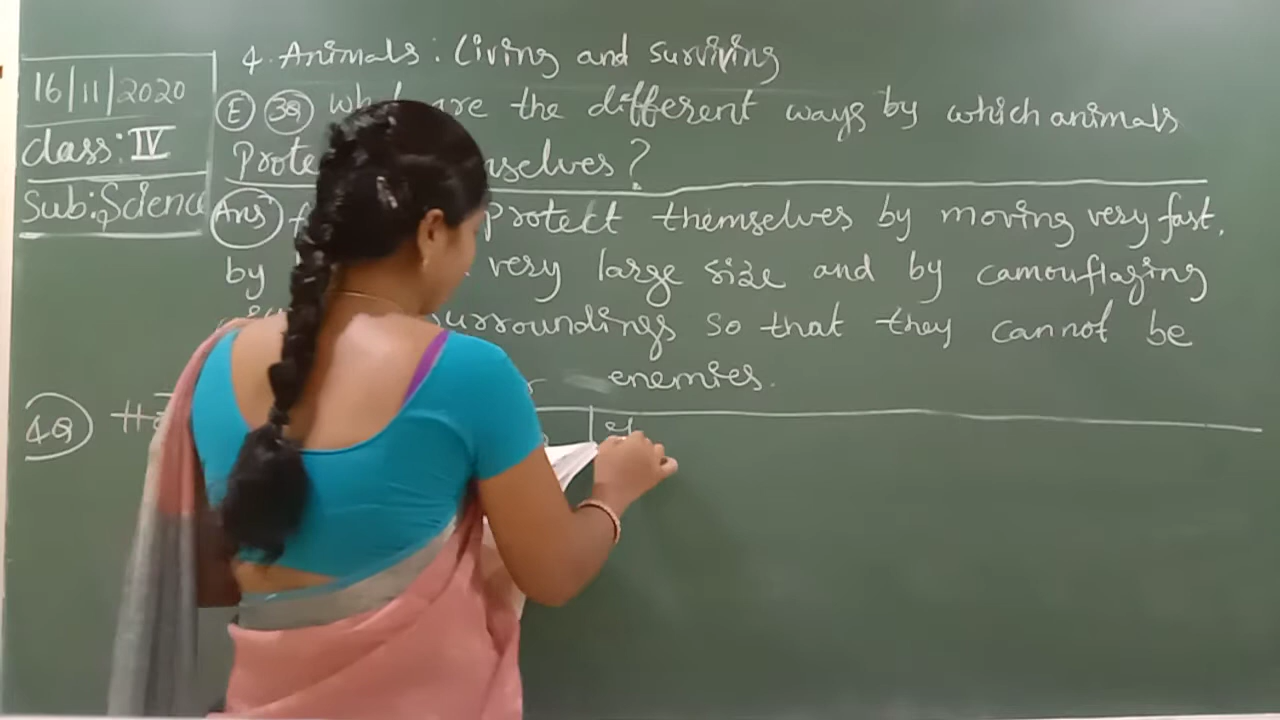 16/11/2020
Class: IV
Sub: Science
4. Animals: Living and surviving
E 3Q are the different ways by which animals
selves?
Ans protect themselves by moving very fast,
by very large size and by camouflaging
surroundings so that they cannot be
enemies.
4Q